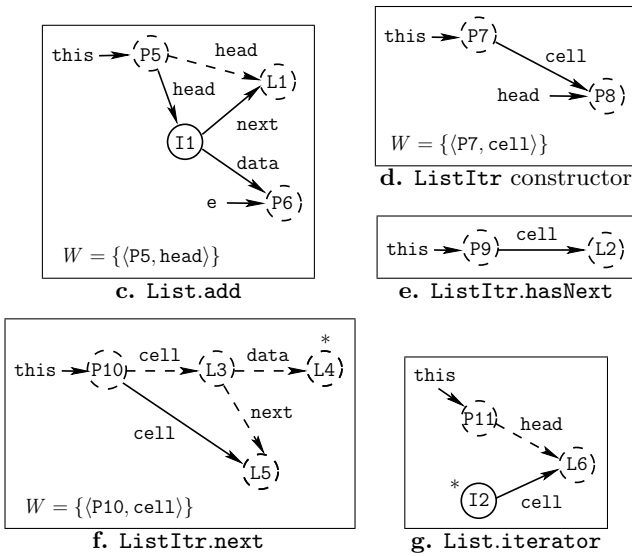 this P5 head L1
head
I1 next
data
e P6
W = {⟨P5, head⟩}
c. List.add
this P7 cell
head P8
W = {⟨P7, cell⟩}
d. ListItr constructor
this P9 cell L2
e. ListItr.hasNext
this P10 cell L3 data L4 *
next
cell
L5
W = {⟨P10, cell⟩}
f. ListItr.next
this
P11 head
L6
* I2 cell
g. List.iterator